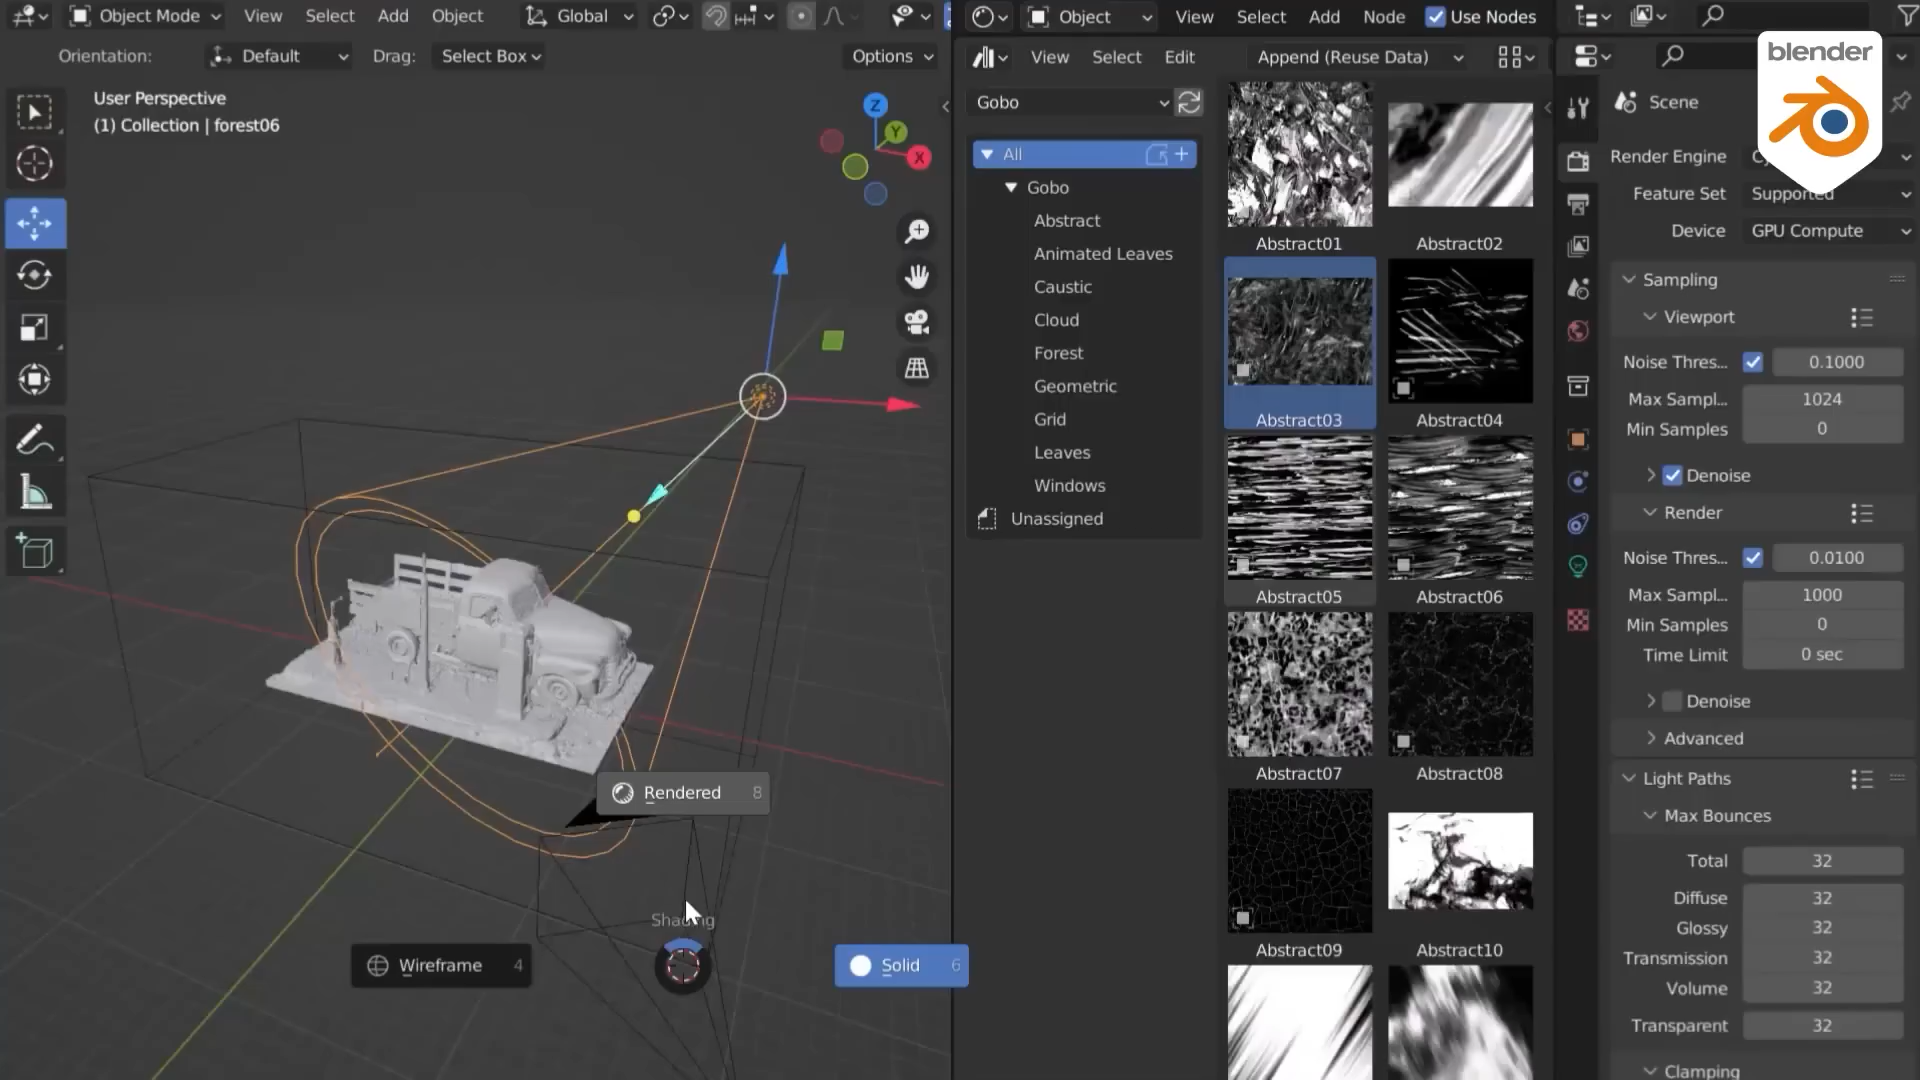 Object Mode
View
Select
Add
Object
Global
Orientation:
Default
Drag:
Select Box
Options
User Perspective
(1) Collection | forest06
Z
Y
X
Rendered 8
Shading
Wireframe 4
Solid 6
Object
View
Select
Add
Node
Use Nodes
View
Select
Edit
Append (Reuse Data)
Gobo
All
Gobo
Abstract
Animated Leaves
Caustic
Cloud
Forest
Geometric
Grid
Leaves
Windows
Unassigned
Abstract01
Abstract02
Abstract03
Abstract04
Abstract05
Abstract06
Abstract07
Abstract08
Abstract09
Abstract10
blender
Scene
Render Engine
Feature Set Supported
Device GPU Compute
Sampling
Viewport
Noise Thres... 0.1000
Max Sampl... 1024
Min Samples 0
Denoise
Render
Noise Thres... 0.0100
Max Sampl... 1000
Min Samples 0
Time Limit 0 sec
Denoise
Advanced
Light Paths
Max Bounces
Total 32
Diffuse 32
Glossy 32
Transmission 32
Volume 32
Transparent 32
Clamping